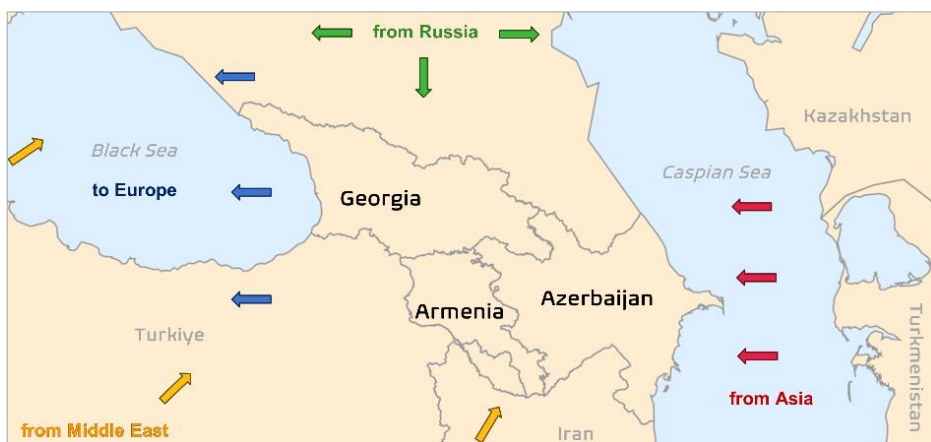 from Russia
Kazakhstan
Black Sea
Caspian Sea
to Europe
Georgia
Azerbaijan
Armenia
Turkiye
Turkmenistan
from Asia
from Middle East
Iran